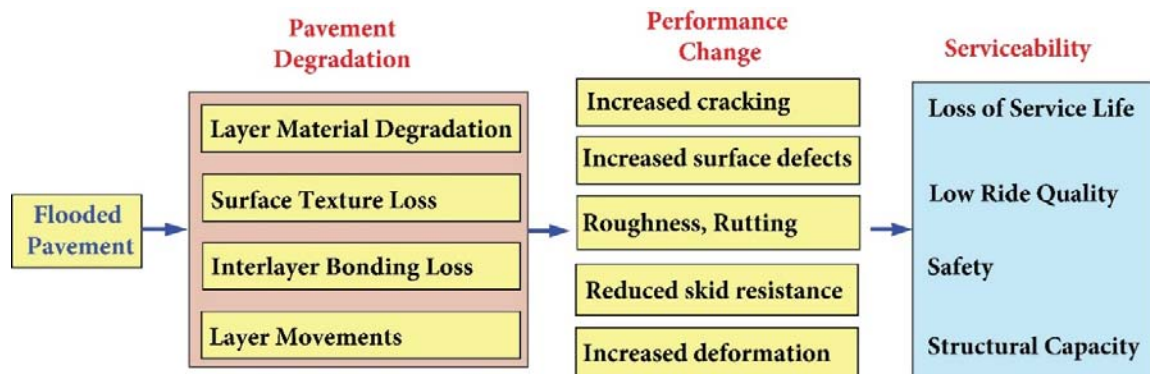 Flooded
Pavement
Pavement
Degradation
Layer Material Degradation
Surface Texture Loss
Interlayer Bonding Loss
Layer Movements
Performance
Change
Increased cracking
Increased surface defects
Roughness, Rutting
Reduced skid resistance
Increased deformation
Serviceability
Loss of Service Life
Low Ride Quality
Safety
Structural Capacity